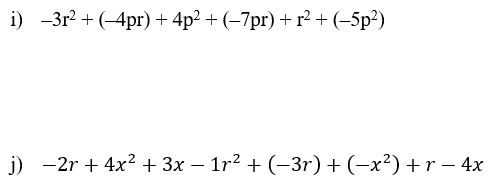 i) –3r² + (–4pr) + 4p² + (–7pr) + r² + (–5p²)
j) −2r + 4x² + 3x − 1r² + (−3r) + (−x²) + r − 4x